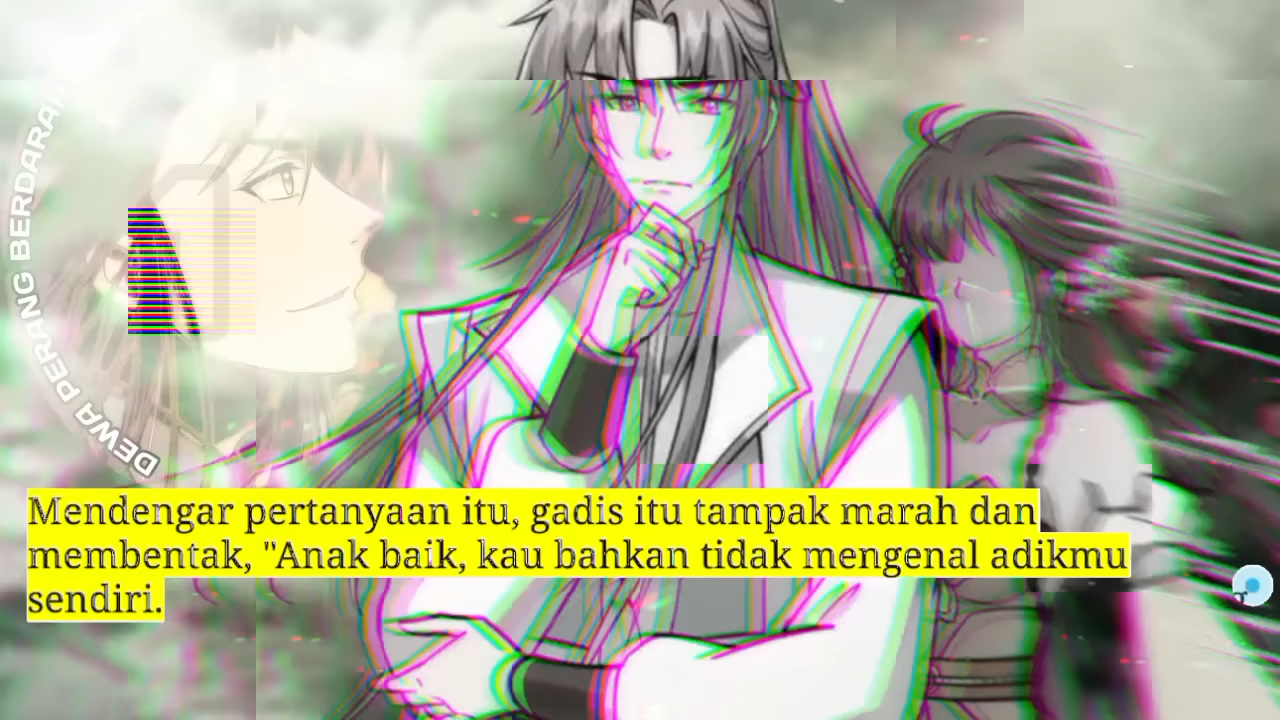 DEWA PERANG BERDARAH
Mendengar pertanyaan itu, gadis itu tampak marah dan
membentak, "Anak baik, kau bahkan tidak mengenal adikmu
sendiri.